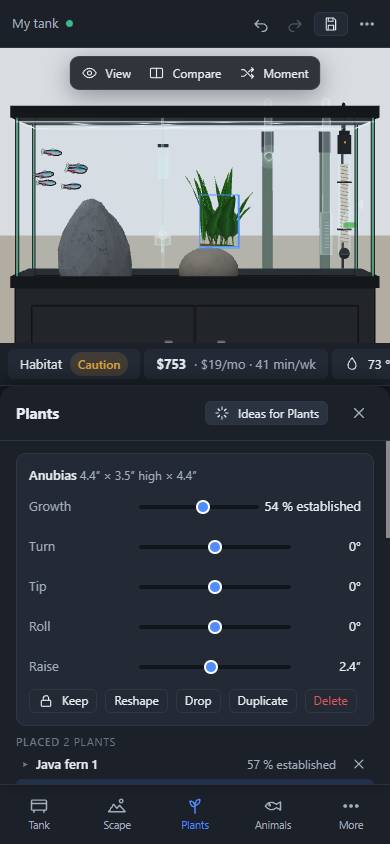 My tank
View
Compare
Moment
Habitat Caution
$753 · $19/mo · 41 min/wk
73 °
Plants
Ideas for Plants
Anubias 4.4″ × 3.5″ high × 4.4″
Growth 54 % established
Turn 0°
Tip 0°
Roll 0°
Raise 2.4″
Keep
Reshape
Drop
Duplicate
Delete
PLACED 2 PLANTS
Java fern 1 57 % established
Tank
Scape
Plants
Animals
More